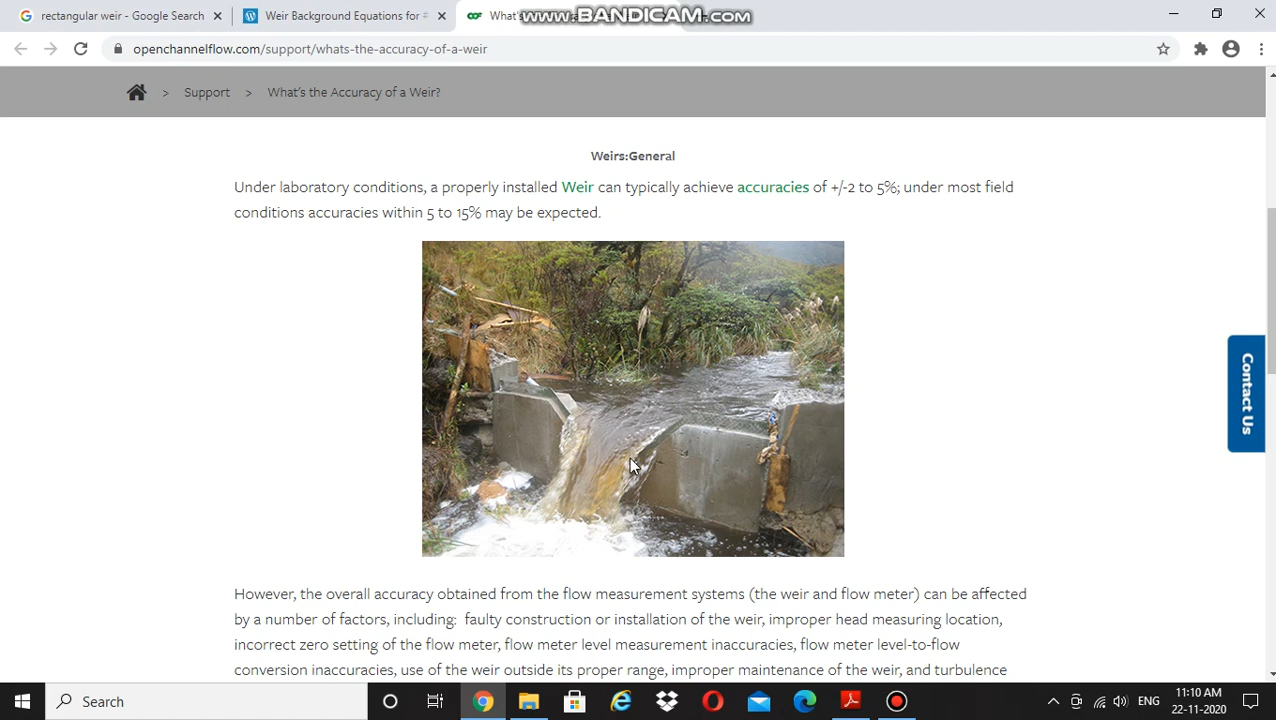 rectangular weir - Google Search
Weir Background Equations for
What's
www.BANDICAM.com
openchannelflow.com/support/whats-the-accuracy-of-a-weir
> Support > What's the Accuracy of a Weir?
Weirs:General
Under laboratory conditions, a properly installed Weir can typically achieve accuracies of +/-2 to 5%; under most field
conditions accuracies within 5 to 15% may be expected.
Contact Us
However, the overall accuracy obtained from the flow measurement systems (the weir and flow meter) can be affected
by a number of factors, including: faulty construction or installation of the weir, improper head measuring location,
incorrect zero setting of the flow meter, flow meter level measurement inaccuracies, flow meter level-to-flow
conversion inaccuracies, use of the weir outside its proper range, improper maintenance of the weir, and turbulence
Search
ENG
11:10 AM
22-11-2020